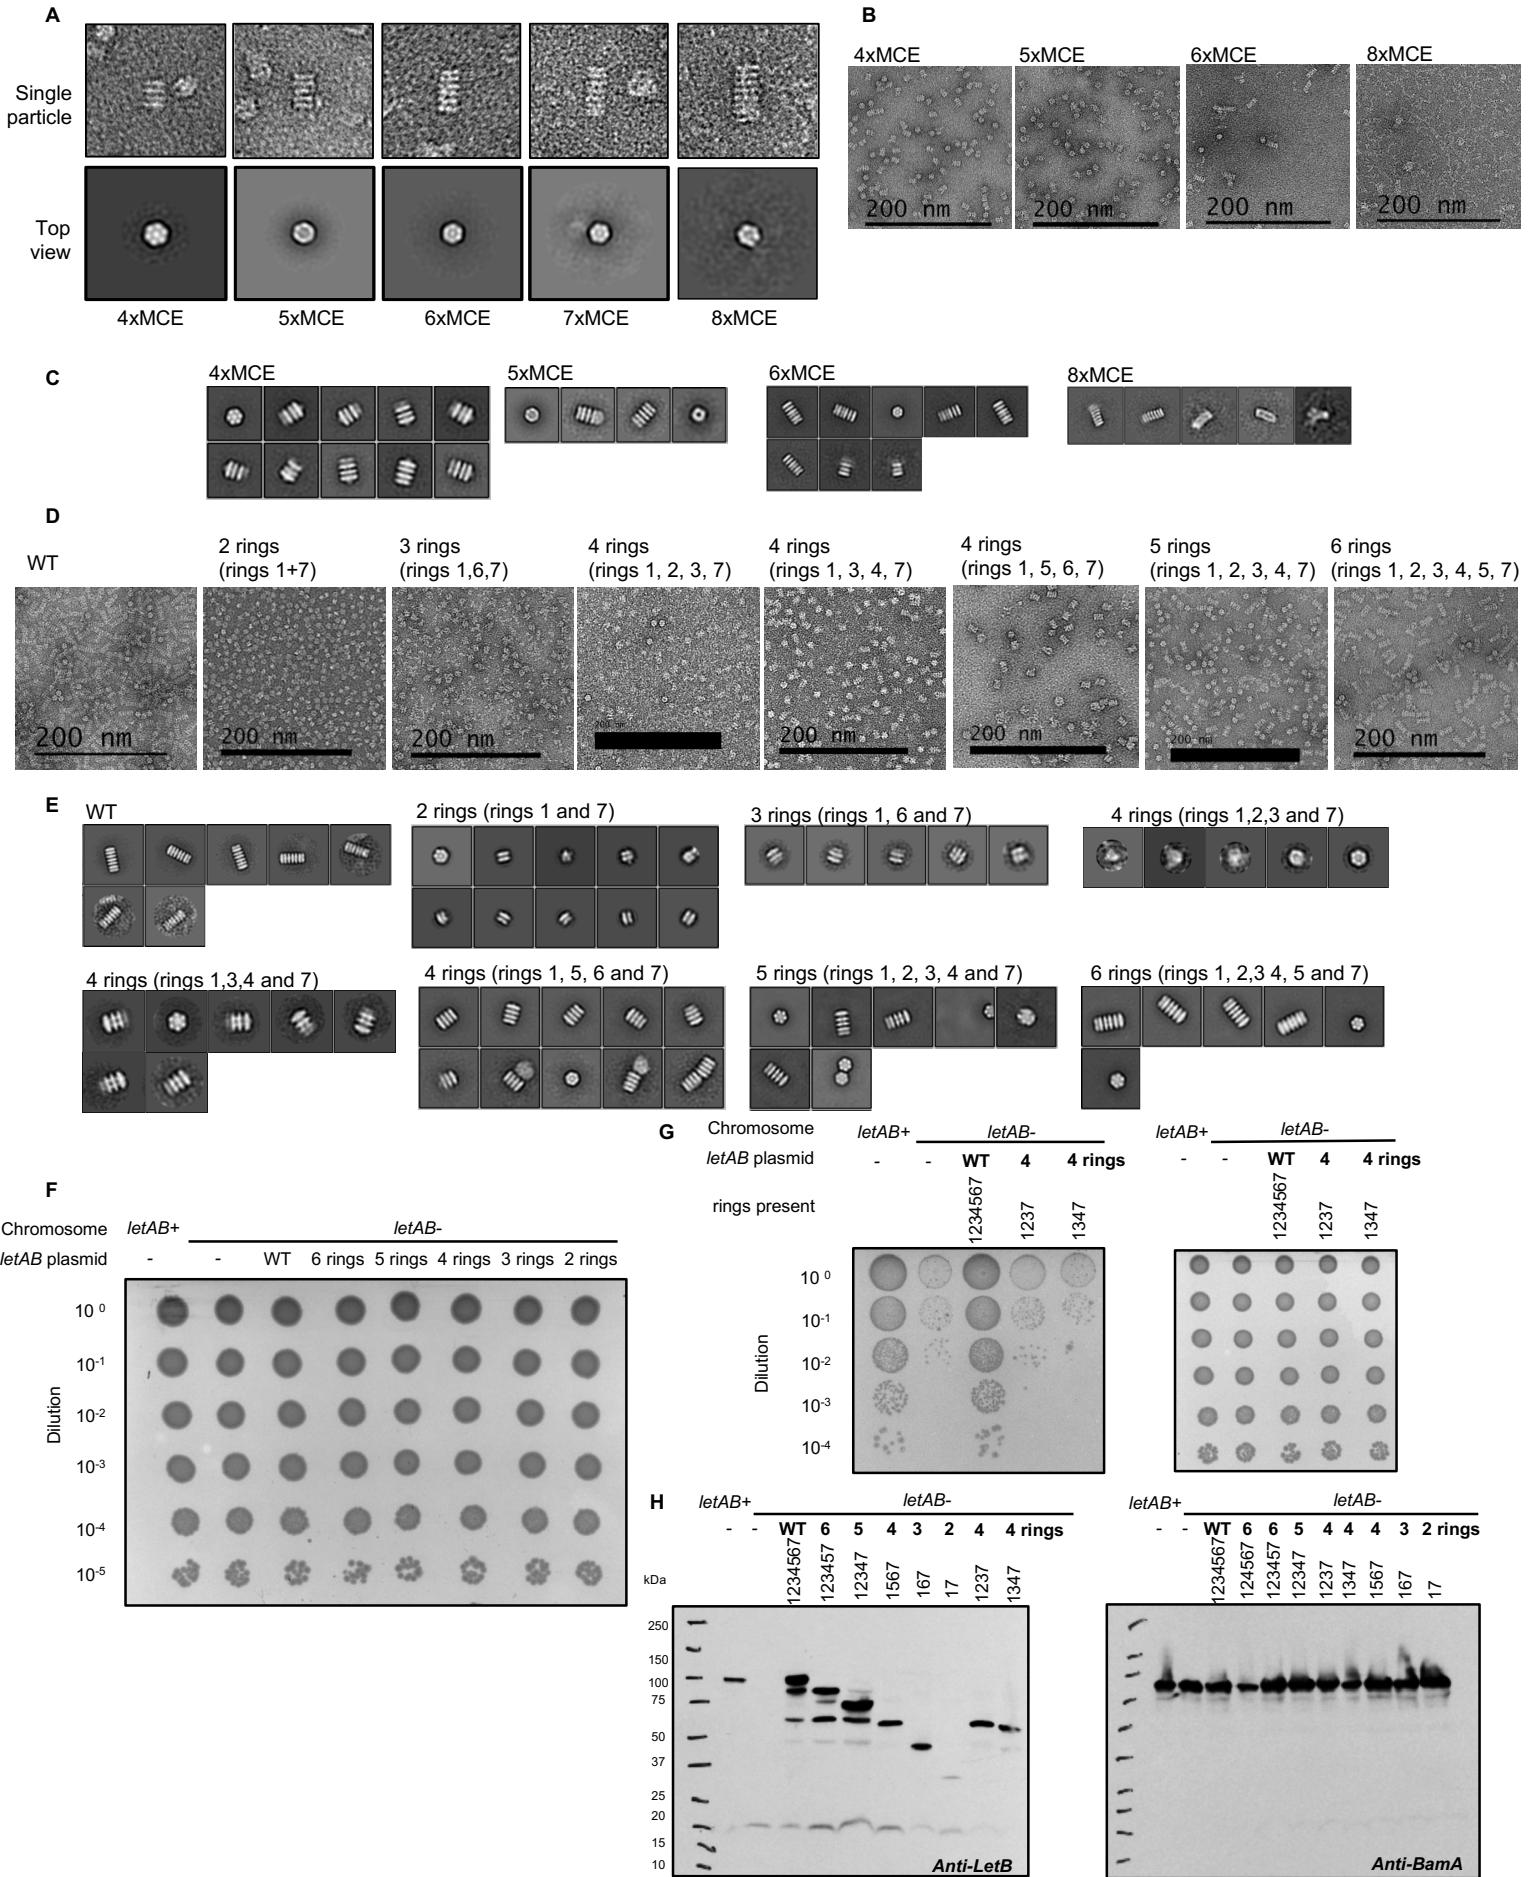 A
Single
particle
Top
view
4xMCE 5xMCE 6xMCE 7xMCE 8xMCE
B
4xMCE 5xMCE 6xMCE 8xMCE
200 nm 200 nm 200 nm 200 nm
C
4xMCE 5xMCE 6xMCE 8xMCE
D
WT
2 rings
(rings 1+7)
3 rings
(rings 1,6,7)
4 rings
(rings 1, 2, 3, 7)
4 rings
(rings 1, 3, 4, 7)
4 rings
(rings 1, 5, 6, 7)
5 rings
(rings 1, 2, 3, 4, 7)
6 rings
(rings 1, 2, 3, 4, 5, 7)
200 nm 200 nm 200 nm 200 nm 200 nm 200 nm 200 nm 200 nm
E
WT
2 rings (rings 1 and 7)
3 rings (rings 1, 6 and 7)
4 rings (rings 1,2,3 and 7)
4 rings (rings 1,3,4 and 7)
4 rings (rings 1, 5, 6 and 7)
5 rings (rings 1, 2, 3, 4 and 7)
6 rings (rings 1, 2,3 4, 5 and 7)
F
Chromosome letAB+ letAB-
letAB plasmid - - WT 6 rings 5 rings 4 rings 3 rings 2 rings
Dilution
10 0
10-1
10-2
10-3
10-4
10-5
G
Chromosome letAB+ letAB- letAB+ letAB-
letAB plasmid - - WT 4 4 rings - - WT 4 4 rings
rings present 1234567 1237 1347 1234567 1237 1347
Dilution
10 0
10-1
10-2
10-3
10-4
H
letAB+ letAB-
- - WT 6 5 4 3 2 4 4 rings
1234567 123457 12347 1567 167 17 1237 1347
kDa
250
150
100
75
50
37
25
20
15
10
Anti-LetB
letAB+ letAB-
- - WT 6 6 5 4 4 4 3 2 rings
1234567 124567 123457 12347 1237 1347 1567 167 17
Anti-BamA